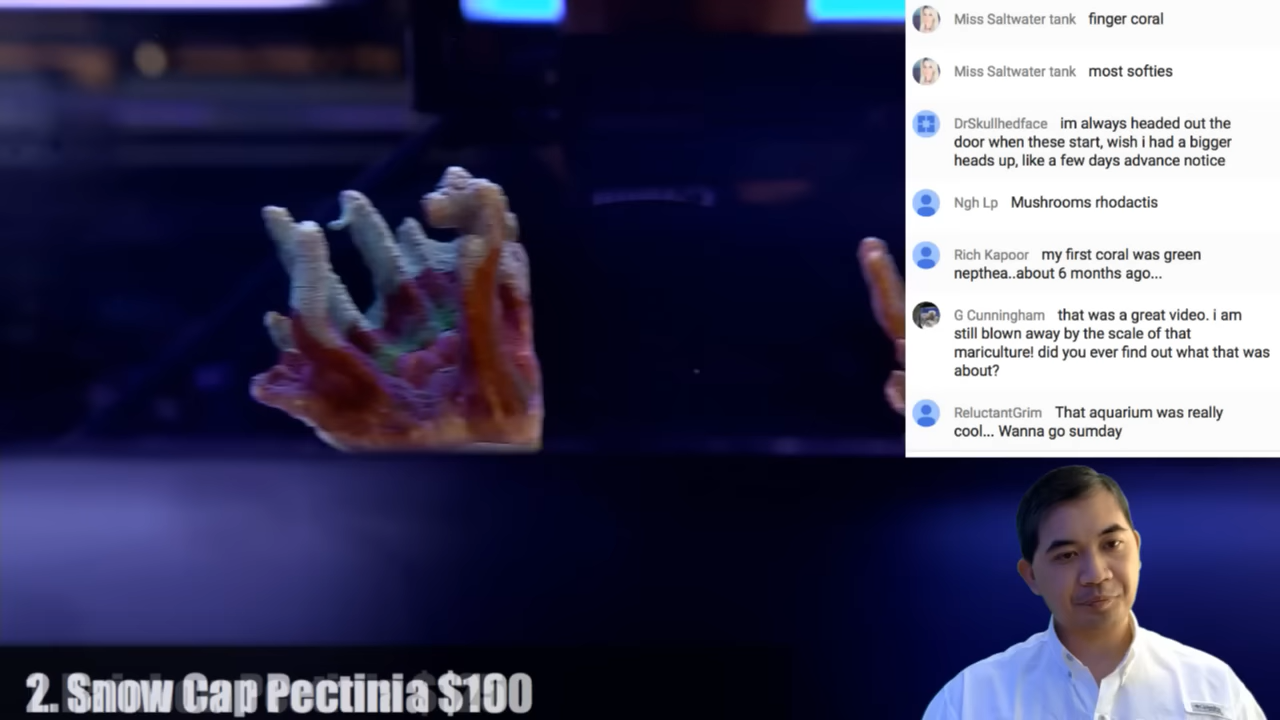 Miss Saltwater tank finger coral
Miss Saltwater tank most softies
DrSkullhedface im always headed out the
door when these start, wish i had a bigger
heads up, like a few days advance notice
Ngh Lp Mushrooms rhodactis
Rich Kapoor my first coral was green
nepthea..about 6 months ago...
G Cunningham that was a great video. i am
still blown away by the scale of that
mariculture! did you ever find out what that was
about?
ReluctantGrim That aquarium was really
cool... Wanna go sumday
2. Snow Cap Pectinia $100